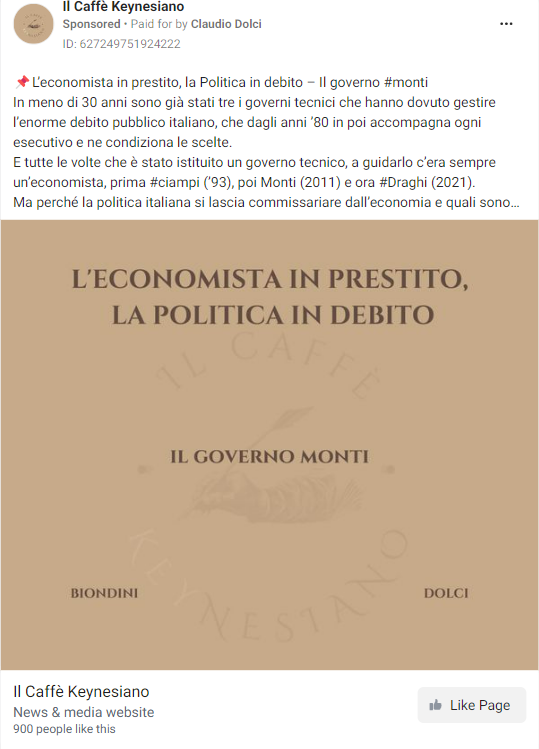 Il Caffè Keynesiano
Sponsored • Paid for by Claudio Dolci
ID: 627249751924222
📌L'economista in prestito, la Politica in debito – Il governo #monti
In meno di 30 anni sono già stati tre i governi tecnici che hanno dovuto gestire
l'enorme debito pubblico italiano, che dagli anni '80 in poi accompagna ogni
esecutivo e ne condiziona le scelte.
E tutte le volte che è stato istituito un governo tecnico, a guidarlo c'era sempre
un'economista, prima #ciampi ('93), poi Monti (2011) e ora #Draghi (2021).
Ma perché la politica italiana si lascia commissariare dall'economia e quali sono...
L'ECONOMISTA IN PRESTITO,
LA POLITICA IN DEBITO
IL CAFFÈ
IL GOVERNO MONTI
KEYNESIANO
BIONDINI
DOLCI
Il Caffè Keynesiano
News & media website
900 people like this
Like Page